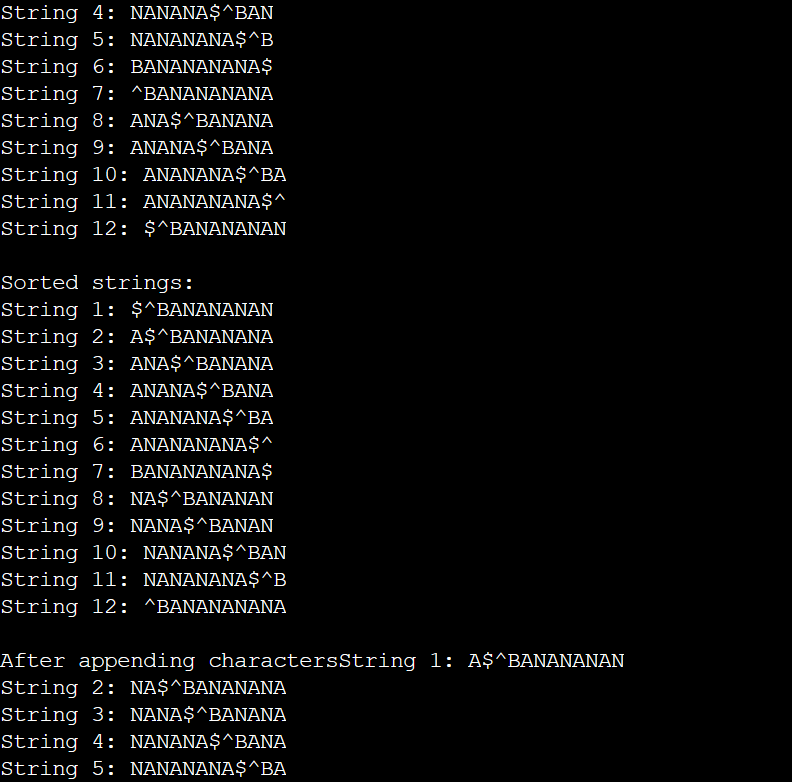 String 4: NANANA$^BAN
String 5: NANANANA$^B
String 6: BANANANANA$
String 7: ^BANANANANA
String 8: ANA$^BANANA
String 9: ANANA$^BANA
String 10: ANANANA$^BA
String 11: ANANANANA$^
String 12: $^BANANANAN

Sorted strings:
String 1: $^BANANANAN
String 2: A$^BANANANA
String 3: ANA$^BANANA
String 4: ANANA$^BANA
String 5: ANANANA$^BA
String 6: ANANANANA$^
String 7: BANANANANA$
String 8: NA$^BANANAN
String 9: NANA$^BANAN
String 10: NANANA$^BAN
String 11: NANANANA$^B
String 12: ^BANANANANA

After appending charactersString 1: A$^BANANANAN
String 2: NA$^BANANANA
String 3: NANA$^BANANA
String 4: NANANA$^BANA
String 5: NANANANA$^BA